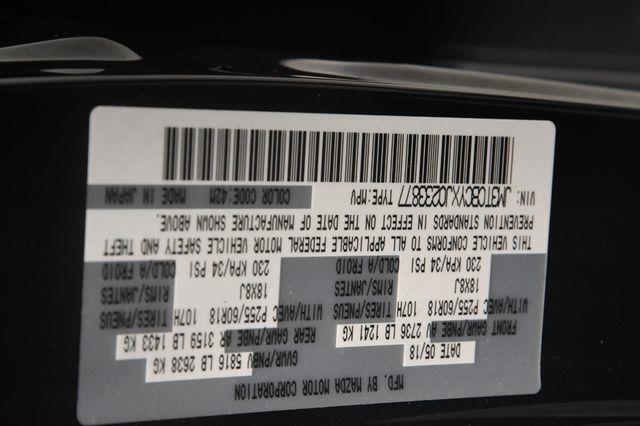 MFD. BY MAZDA MOTOR CORPORATION
DATE 05/18 GVWR/PNBV 5816 LB 2638 KG
FRONT GAWR/PNBE AV 2736 LB 1241 KG REAR GAWR/PNBE AR 3159 LB 1433 KG
WITH/AVEC P255/60R18 107H TIRES/PNEUS WITH/AVEC P255/60R18 107H TIRES/PNEUS
18X8J RIMS/JANTES 18X8J RIMS/JANTES
230 KPA/34 PSI COLD/A FROID 230 KPA/34 PSI COLD/A FROID
THIS VEHICLE CONFORMS TO ALL APPLICABLE FEDERAL MOTOR VEHICLE SAFETY AND THEFT
PREVENTION STANDARDS IN EFFECT ON THE DATE OF MANUFACTURE SHOWN ABOVE.
VIN: JM3TCBCYXJ0233877 TYPE:MPV COLOR CODE:42M MADE IN JAPAN